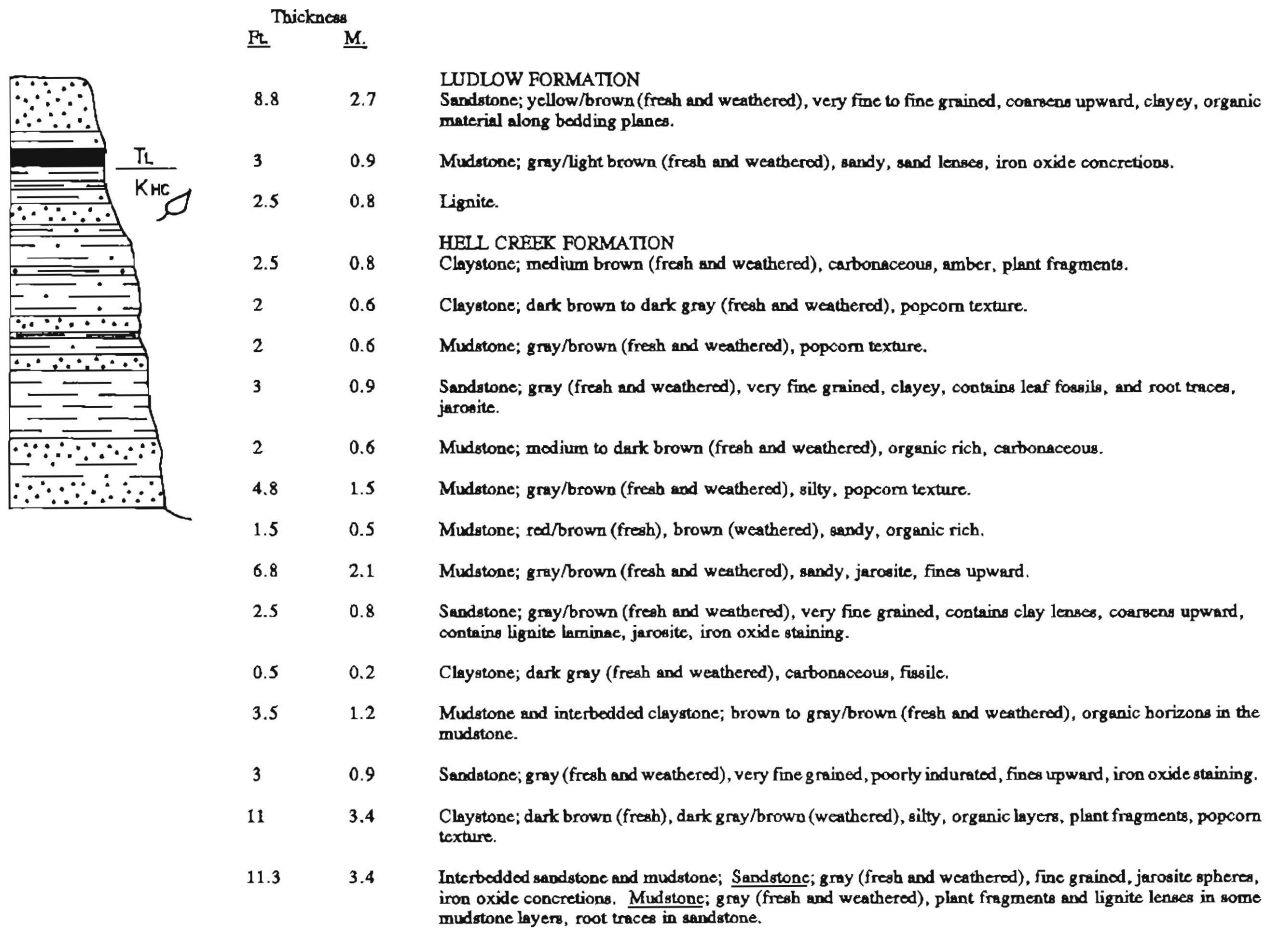 Thickness
Ft. M.
LUDLOW FORMATION
8.8 2.7 Sandstone; yellow/brown (fresh and weathered), very fine to fine grained, coarsens upward, clayey, organic
material along bedding planes.
TL
3 0.9 Mudstone; gray/light brown (fresh and weathered), sandy, sand lenses, iron oxide concretions.
KHC
2.5 0.8 Lignite.
HELL CREEK FORMATION
2.5 0.8 Claystone; medium brown (fresh and weathered), carbonaceous, amber, plant fragments.
2 0.6 Claystone; dark brown to dark gray (fresh and weathered), popcorn texture.
2 0.6 Mudstone; gray/brown (fresh and weathered), popcorn texture.
3 0.9 Sandstone; gray (fresh and weathered), very fine grained, clayey, contains leaf fossils, and root traces,
jarosite.
2 0.6 Mudstone; medium to dark brown (fresh and weathered), organic rich, carbonaceous.
4.8 1.5 Mudstone; gray/brown (fresh and weathered), silty, popcorn texture.
1.5 0.5 Mudstone; red/brown (fresh), brown (weathered), sandy, organic rich.
6.8 2.1 Mudstone; gray/brown (fresh and weathered), sandy, jarosite, fines upward.
2.5 0.8 Sandstone; gray/brown (fresh and weathered), very fine grained, contains clay lenses, coarsens upward,
contains lignite laminae, jarosite, iron oxide staining.
0.5 0.2 Claystone; dark gray (fresh and weathered), carbonaceous, fissile.
3.5 1.2 Mudstone and interbedded claystone; brown to gray/brown (fresh and weathered), organic horizons in the
mudstone.
3 0.9 Sandstone; gray (fresh and weathered), very fine grained, poorly indurated, fines upward, iron oxide staining.
11 3.4 Claystone; dark brown (fresh), dark gray/brown (weathered), silty, organic layers, plant fragments, popcorn
texture.
11.3 3.4 Interbedded sandstone and mudstone; Sandstone; gray (fresh and weathered), fine grained, jarosite spheres,
iron oxide concretions. Mudstone; gray (fresh and weathered), plant fragments and lignite lenses in some
mudstone layers, root traces in sandstone.